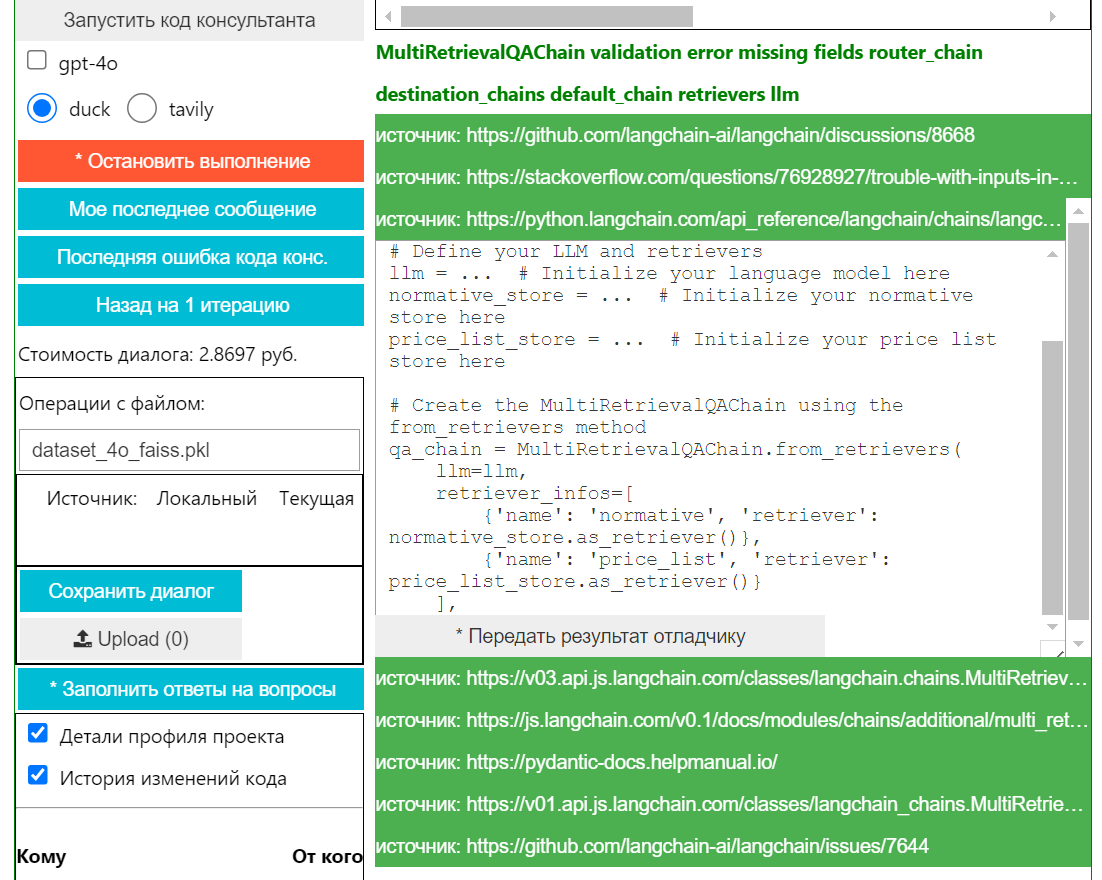 Запустить код консультанта
gpt-4o
duck
tavily
* Остановить выполнение
Мое последнее сообщение
Последняя ошибка кода конс.
Назад на 1 итерацию
Стоимость диалога: 2.8697 руб.
Операции с файлом:
dataset_4o_faiss.pkl
Источник: Локальный Текущая
Сохранить диалог
Upload (0)
* Заполнить ответы на вопросы
Детали профиля проекта
История изменений кода
Кому От кого
MultiRetrievalQAChain validation error missing fields router_chain
destination_chains default_chain retrievers llm
источник: https://github.com/langchain-ai/langchain/discussions/8668
источник: https://stackoverflow.com/questions/76928927/trouble-with-inputs-in-...
источник: https://python.langchain.com/api_reference/langchain/chains/langc...
# Define your LLM and retrievers
llm = ...  # Initialize your language model here
normative_store = ...  # Initialize your normative
store here
price_list_store = ...  # Initialize your price list
store here
# Create the MultiRetrievalQAChain using the
from_retrievers method
qa_chain = MultiRetrievalQAChain.from_retrievers(
    llm=llm,
    retriever_infos=[
        {'name': 'normative', 'retriever':
normative_store.as_retriever()},
        {'name': 'price_list', 'retriever':
price_list_store.as_retriever()}
    ],
* Передать результат отладчику
источник: https://v03.api.js.langchain.com/classes/langchain.chains.MultiRetriev...
источник: https://js.langchain.com/v0.1/docs/modules/chains/additional/multi_ret...
источник: https://pydantic-docs.helpmanual.io/
источник: https://v01.api.js.langchain.com/classes/langchain_chains.MultiRetrie...
источник: https://github.com/langchain-ai/langchain/issues/7644